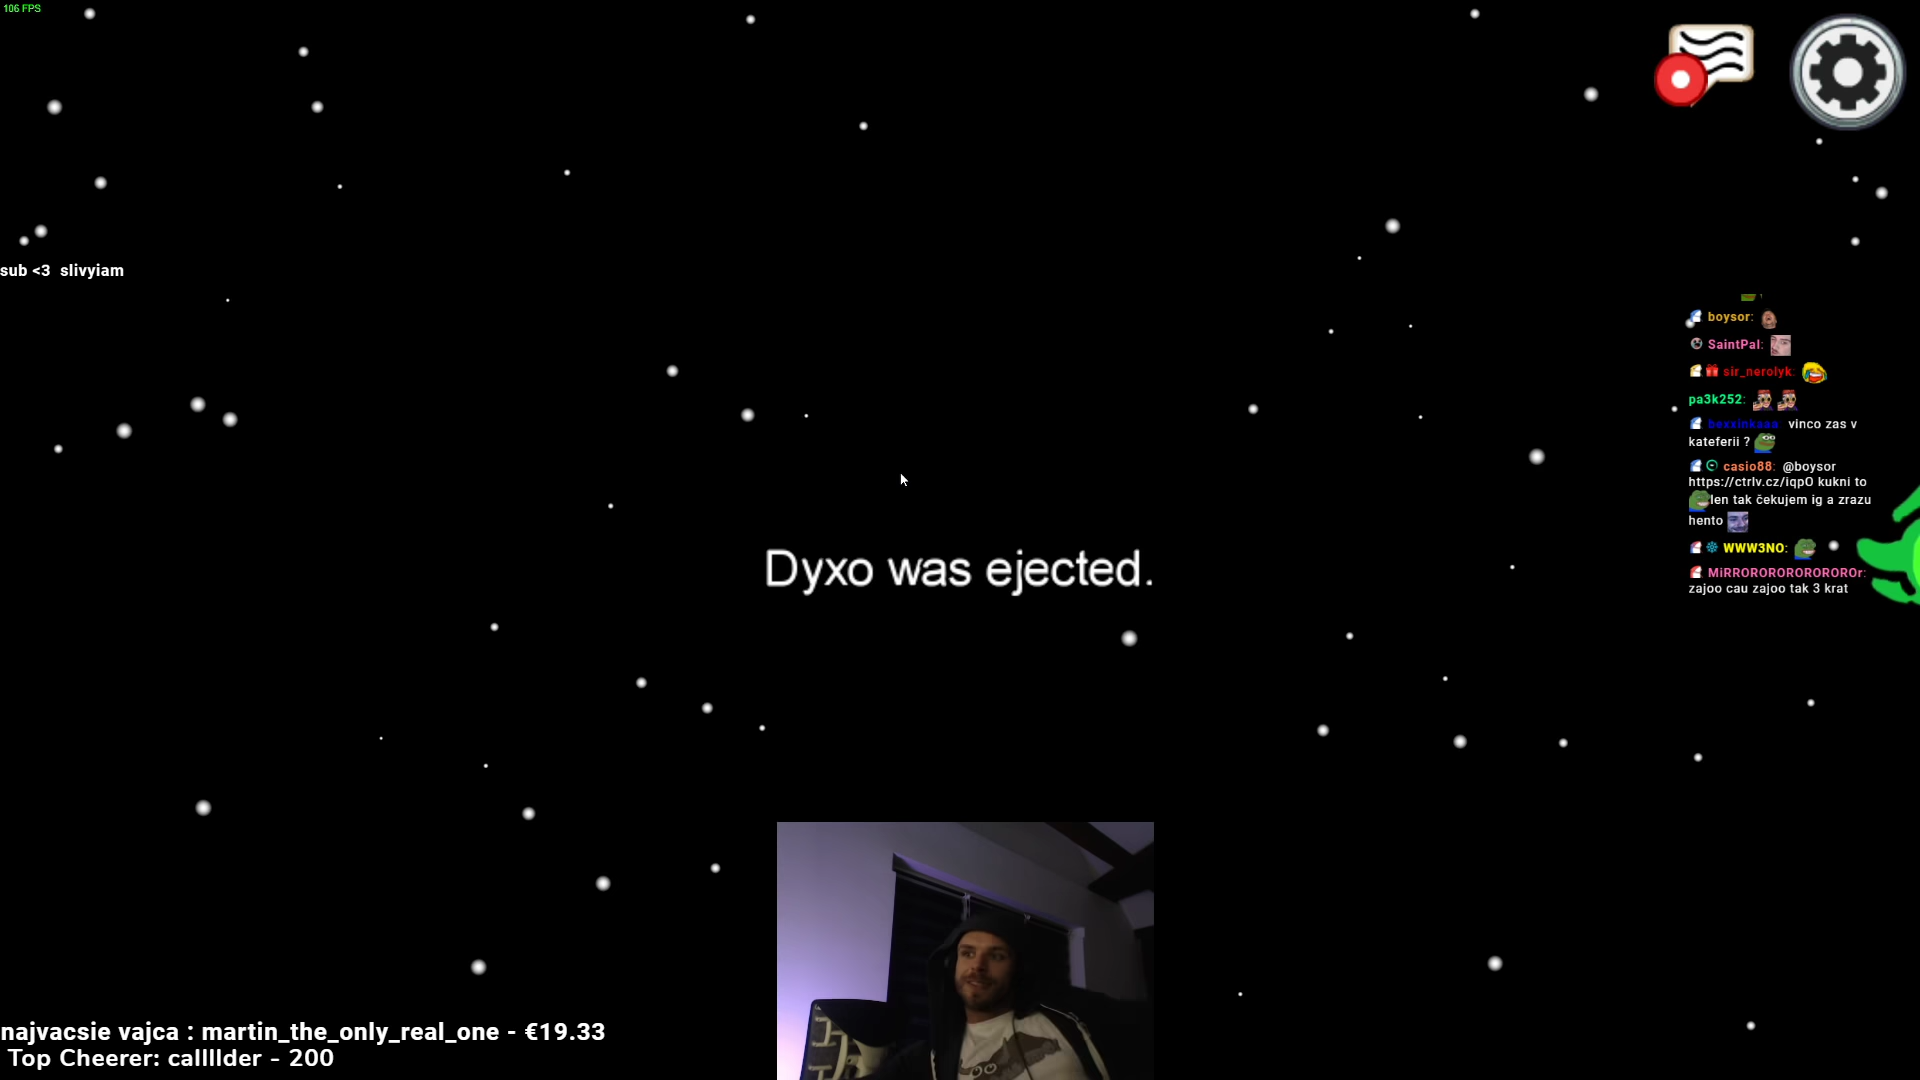 106 FPS
sub <3 slivyiam
boysor:
SaintPal:
sir_nerolyk:
pa3k252:
vinco zas v
kateferii ?
casio88: @boysor
https://ctrlv.cz/iqpO kukni to
len tak čekujem ig a zrazu
hento
WWW3NO:
MiRROROROROROROROr:
zajoo cau zajoo tak 3 krat
Dyxo was ejected.
najvacsie vajca : martin_the_only_real_one - €19.33
Top Cheerer: callllder - 200